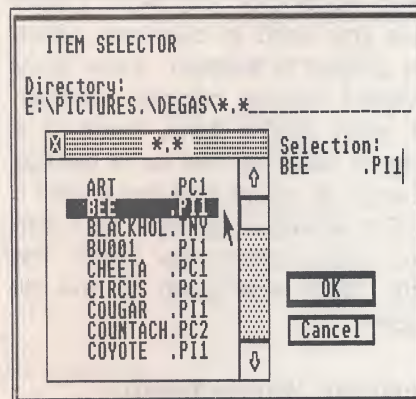 ITEM SELECTOR
Directory:
E:\PICTURES.\DEGAS\*.*_________________
*.*
ART     .PC1
BEE     .PI1
BLACKHOL.TNY
BV001   .PI1
CHEETA  .PC1
CIRCUS  .PC1
COUGAR  .PI1
COUNTACH.PC2
COYOTE  .PI1
Selection:
BEE     .PI1
OK
Cancel